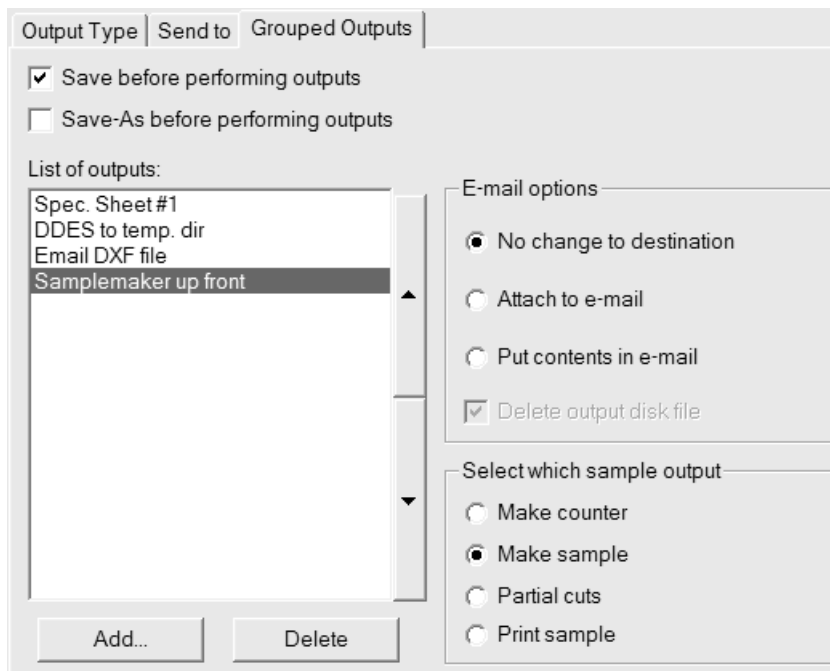 Output Type Send to Grouped Outputs
Save before performing outputs
Save-As before performing outputs
List of outputs:
Spec. Sheet #1
DDES to temp. dir
Email DXF file
Samplemaker up front
Add... Delete
E-mail options
No change to destination
Attach to e-mail
Put contents in e-mail
Delete output disk file
Select which sample output
Make counter
Make sample
Partial cuts
Print sample